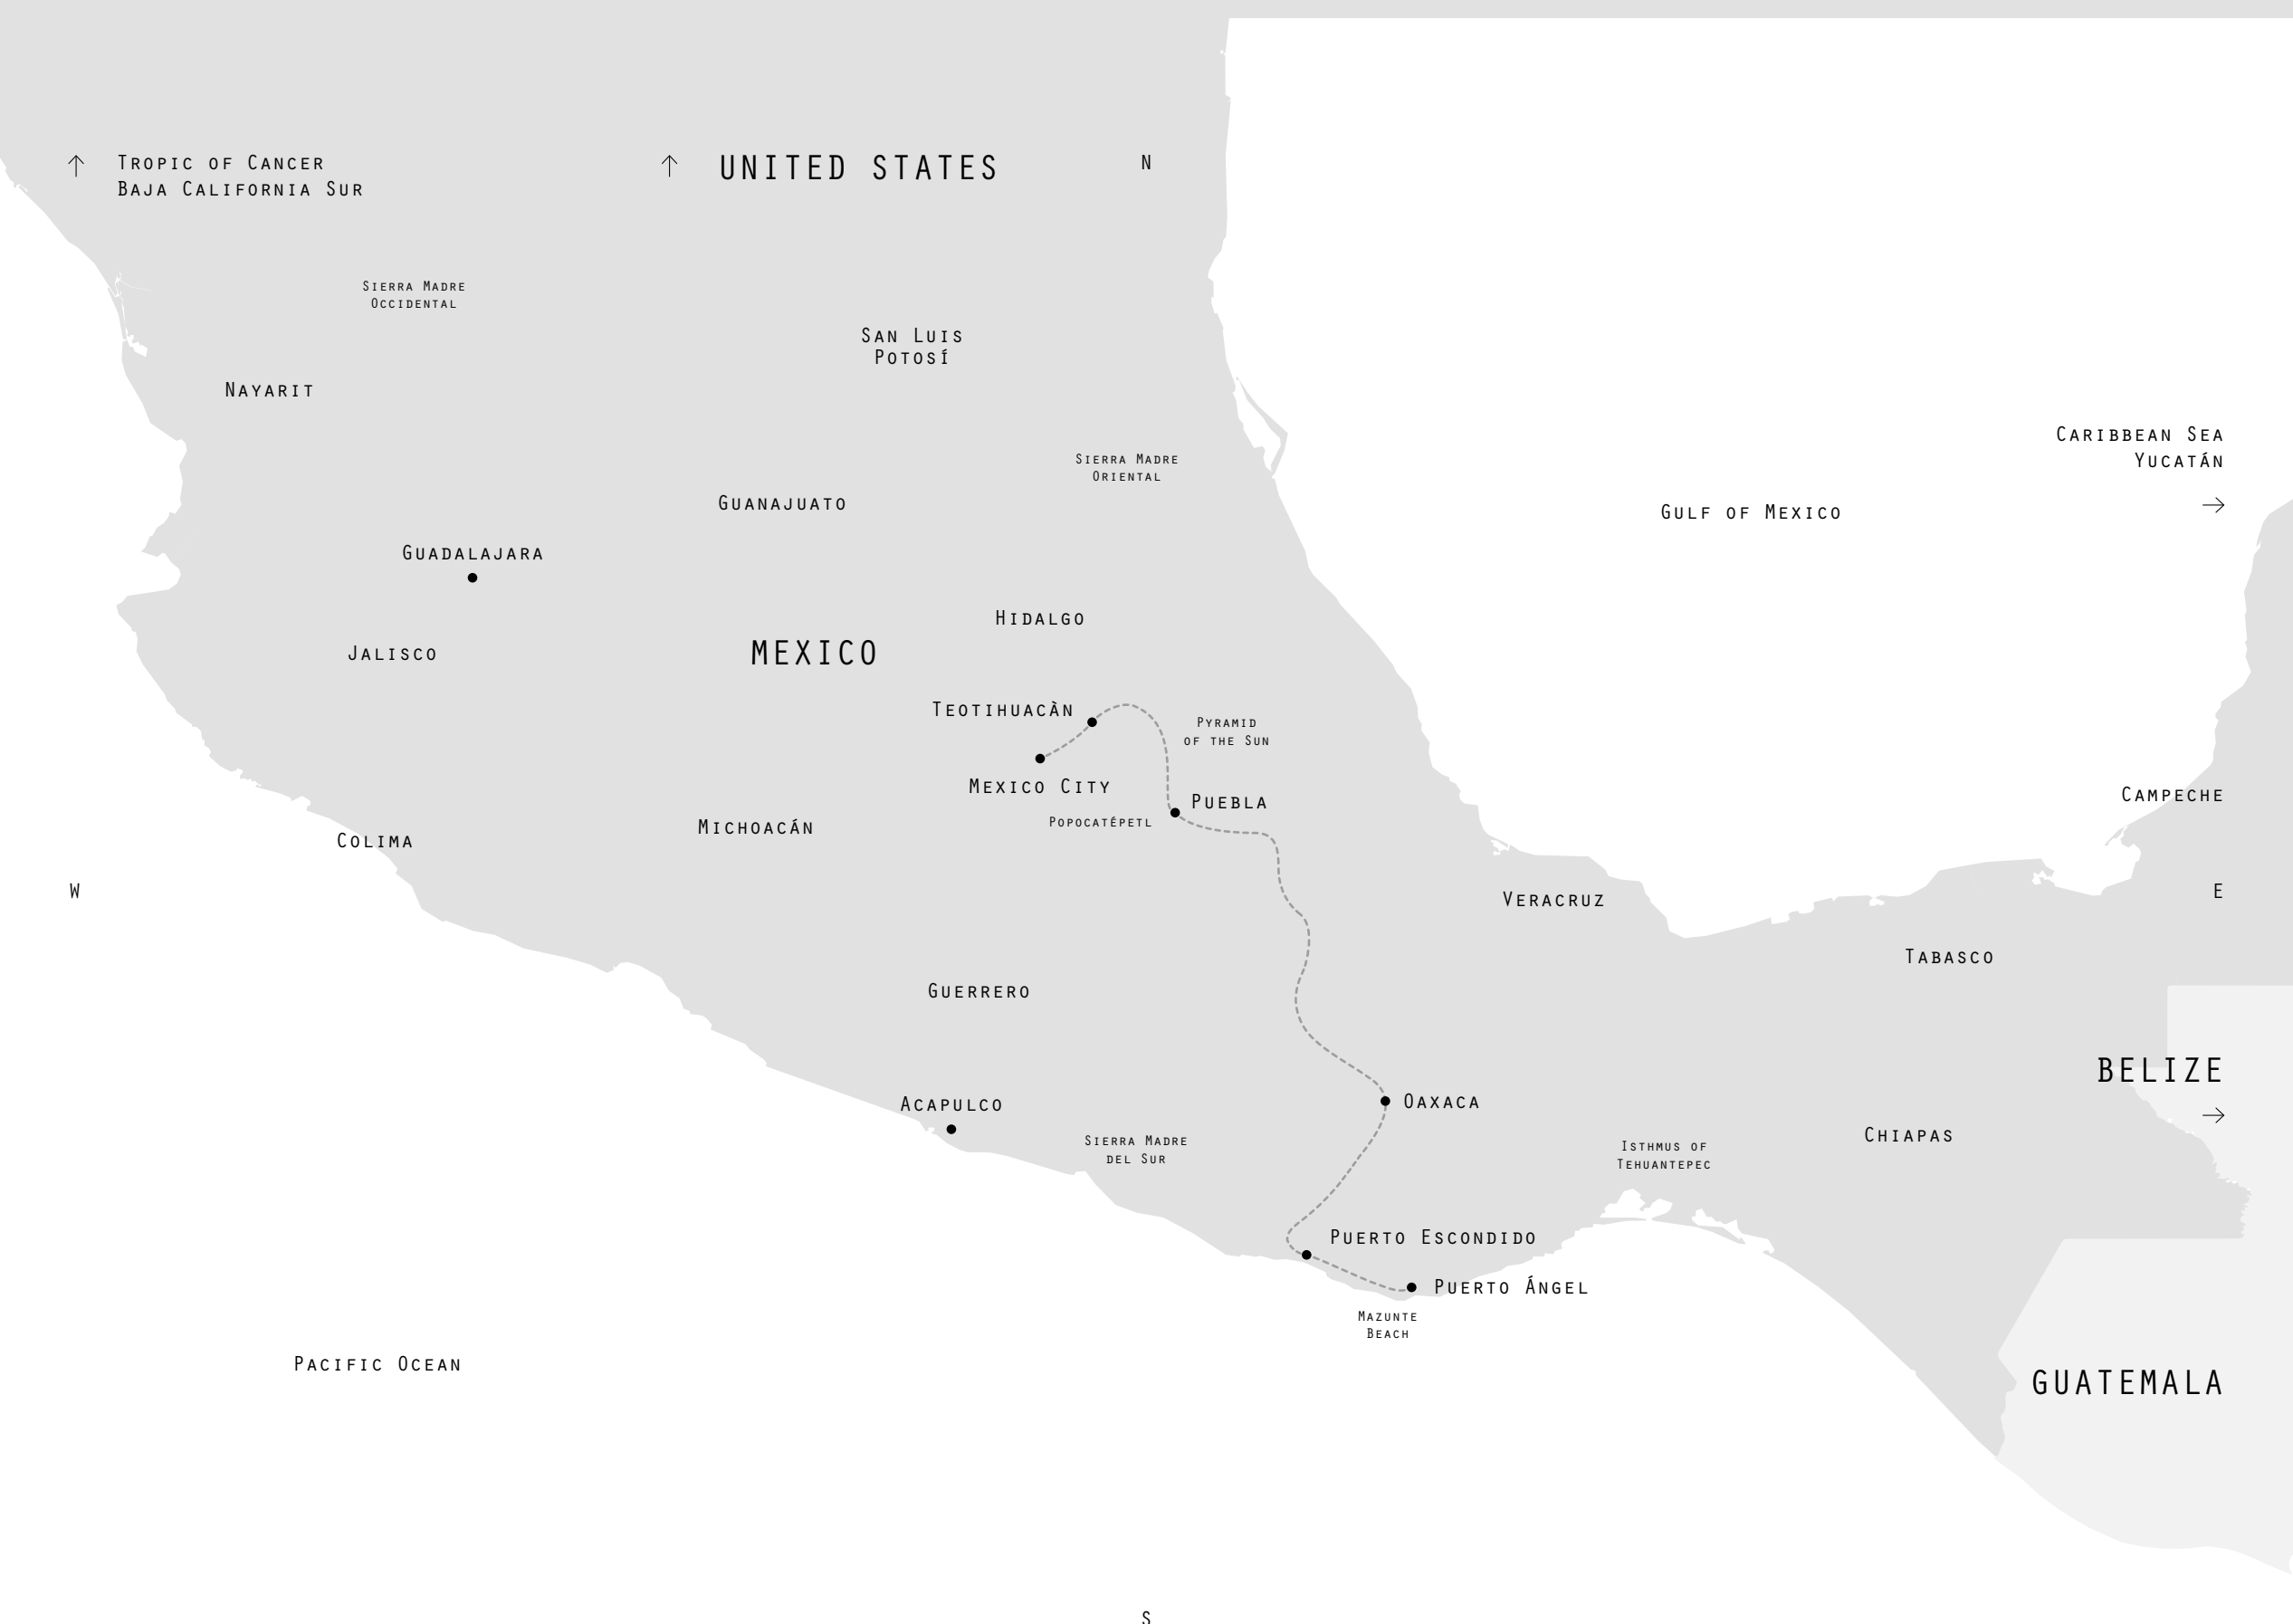 Tropic of Cancer
Baja California Sur
UNITED STATES
N
Sierra Madre
Occidental
San Luis
Potosí
Nayarit
Caribbean Sea
Yucatán
Sierra Madre
Oriental
Guanajuato
Gulf of Mexico
Guadalajara
Hidalgo
Jalisco
MEXICO
Teotihuacàn
Pyramid
of the Sun
Mexico City
Puebla
Popocatépetl
Campeche
Michoacán
Colima
W
Veracruz
E
Tabasco
Guerrero
BELIZE
Acapulco
Oaxaca
Sierra Madre
del Sur
Isthmus of
Tehuantepec
Chiapas
Puerto Escondido
Puerto Ángel
Mazunte
Beach
Pacific Ocean
GUATEMALA
S